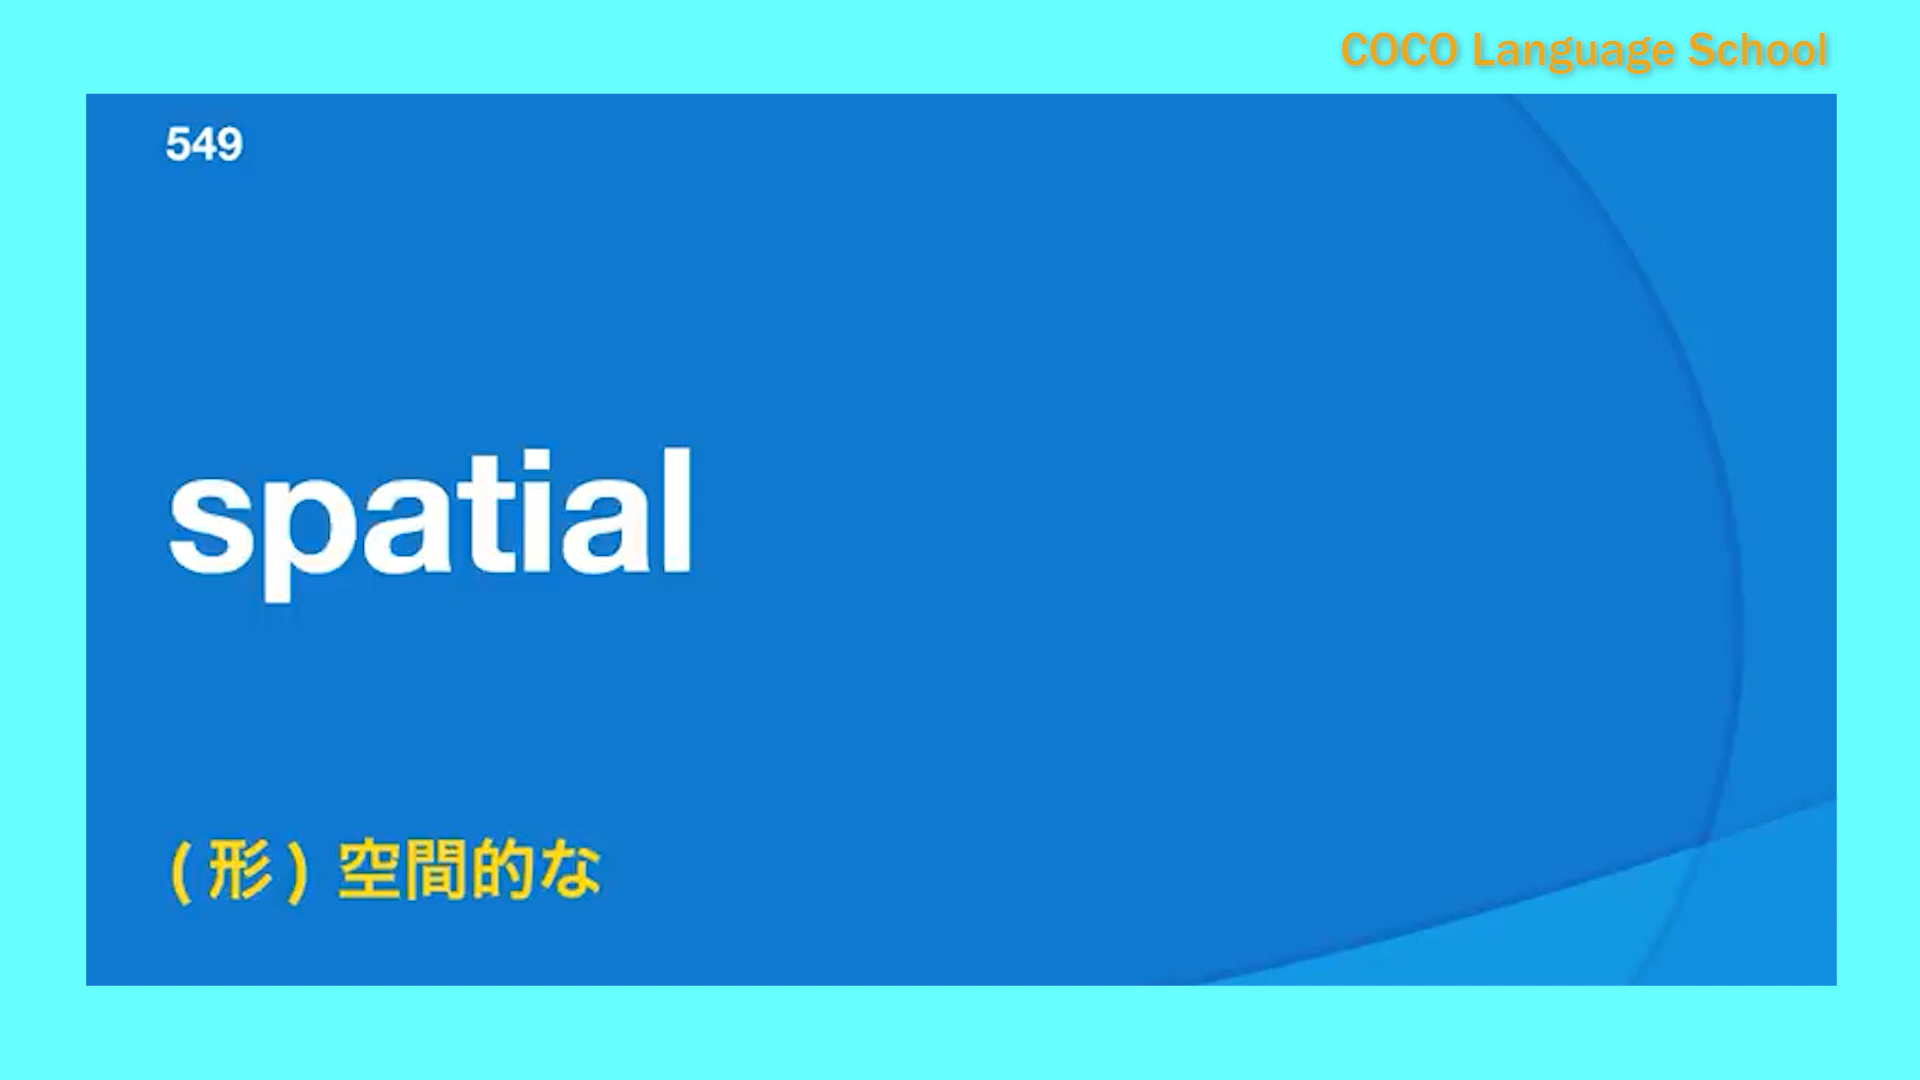 COCO Language School
549
spatial
(形) 空間的な